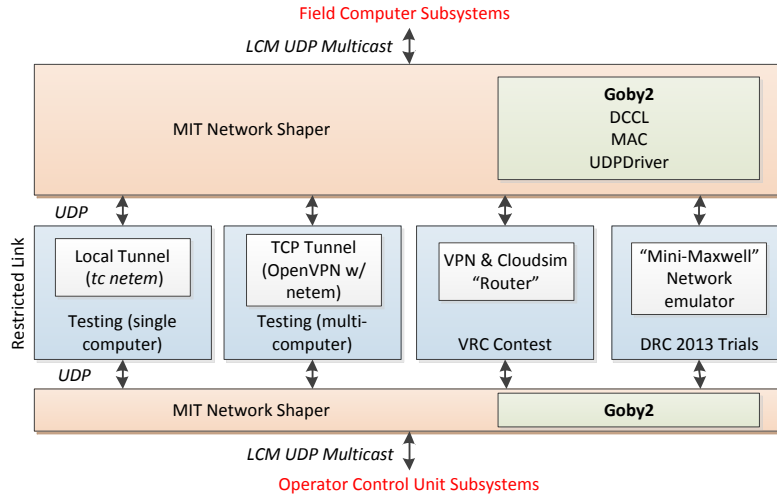 Field Computer Subsystems
LCM UDP Multicast
MIT Network Shaper
Goby2
DCCL
MAC
UDPDriver
UDP
Restricted Link
Local Tunnel
(tc netem)
Testing (single
computer)
TCP Tunnel
(OpenVPN w/
netem)
Testing (multi-
computer)
VPN & Cloudsim
“Router”
VRC Contest
“Mini-Maxwell”
Network
emulator
DRC 2013 Trials
UDP
MIT Network Shaper
Goby2
LCM UDP Multicast
Operator Control Unit Subsystems